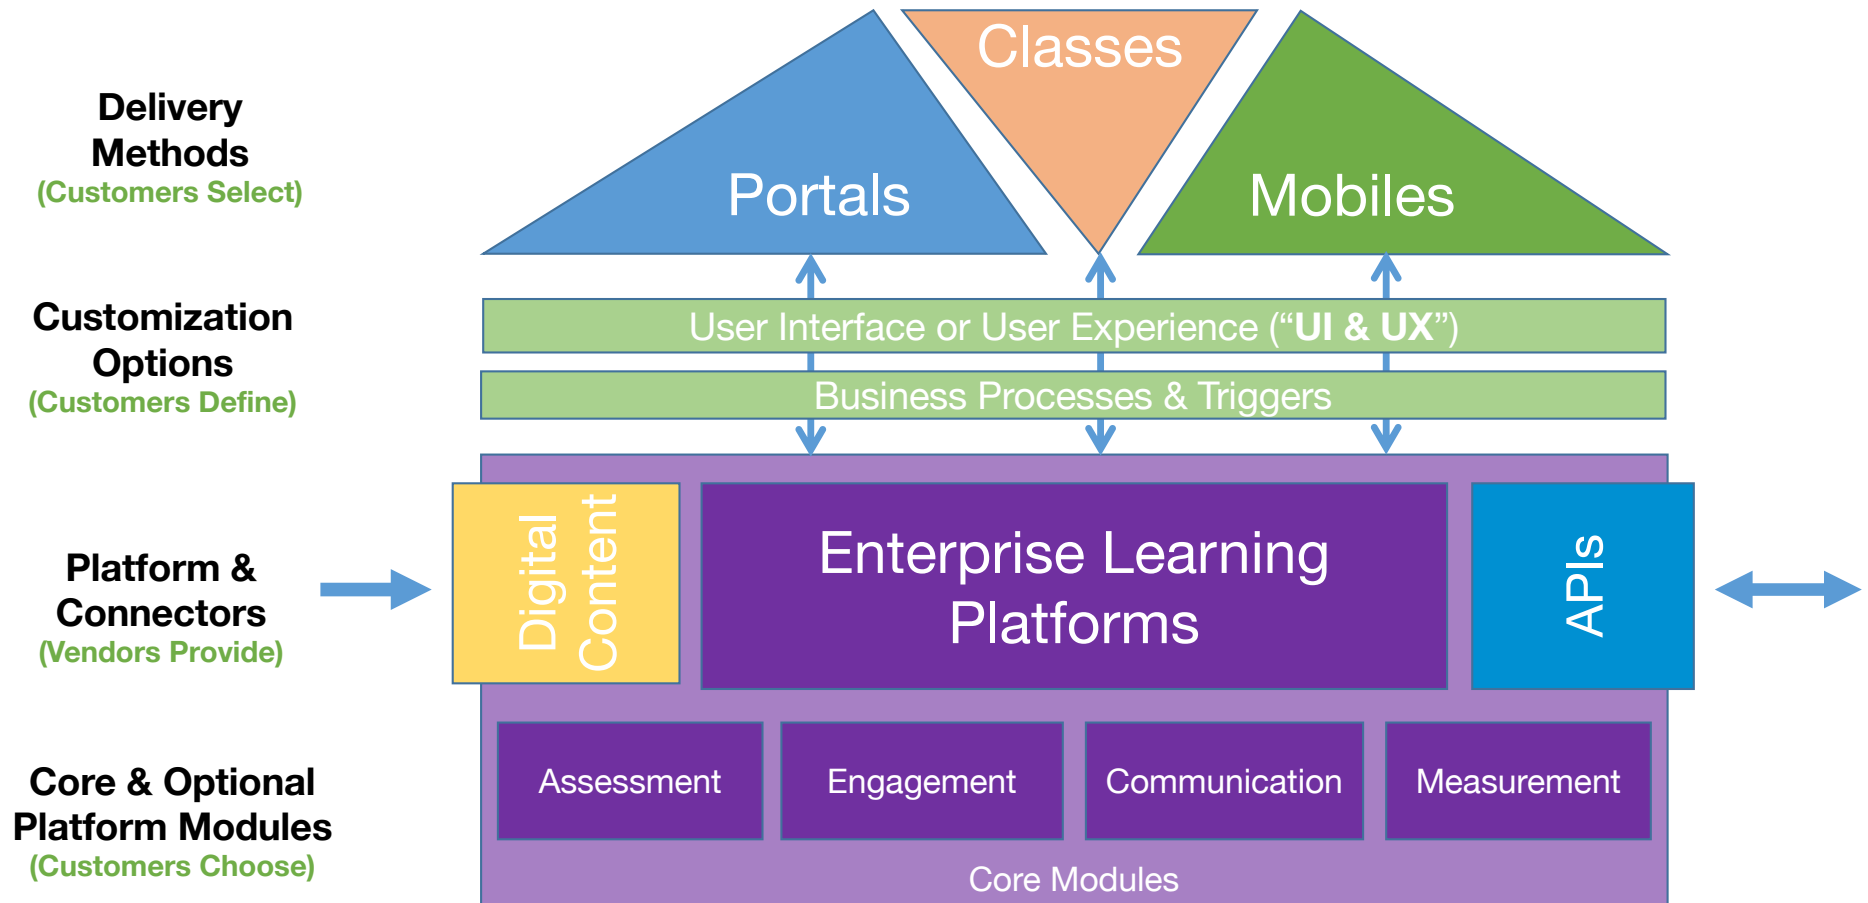 Delivery
Methods
(Customers Select)
Portals
Classes
Mobiles
Customization
Options
(Customers Define)
User Interface or User Experience (“UI & UX”)
Business Processes & Triggers
Platform &
Connectors
(Vendors Provide)
Digital
Content
Enterprise Learning
Platforms
APIs
Core & Optional
Platform Modules
(Customers Choose)
Assessment
Engagement
Communication
Measurement
Core Modules